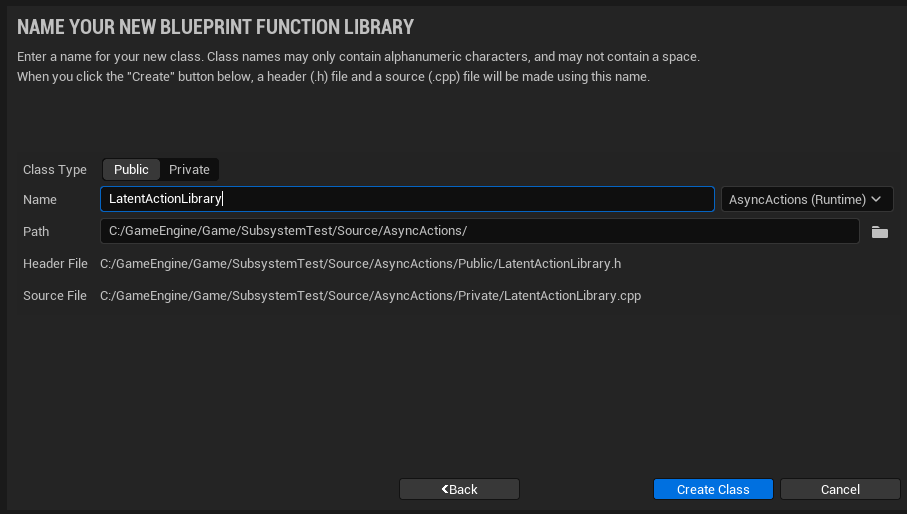 NAME YOUR NEW BLUEPRINT FUNCTION LIBRARY
Enter a name for your new class. Class names may only contain alphanumeric characters, and may not contain a space.
When you click the "Create" button below, a header (.h) file and a source (.cpp) file will be made using this name.
Class Type Public Private
Name LatentActionLibrary AsyncActions (Runtime)
Path C:/GameEngine/Game/SubsystemTest/Source/AsyncActions/
Header File C:/GameEngine/Game/SubsystemTest/Source/AsyncActions/Public/LatentActionLibrary.h
Source File C:/GameEngine/Game/SubsystemTest/Source/AsyncActions/Private/LatentActionLibrary.cpp
Back Create Class Cancel